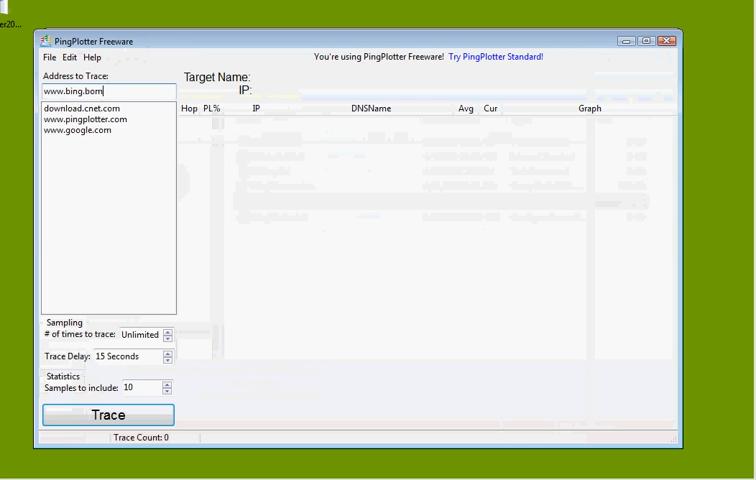 er20...
PingPlotter Freeware
File Edit Help
You're using PingPlotter Freeware! Try PingPlotter Standard!
Address to Trace:
www.bing.bom
download.cnet.com
www.pingplotter.com
www.google.com
Target Name:
IP:
Hop PL% IP DNSName Avg Cur Graph
Sampling
# of times to trace: Unlimited
Trace Delay: 15 Seconds
Statistics
Samples to include: 10
Trace
Trace Count: 0